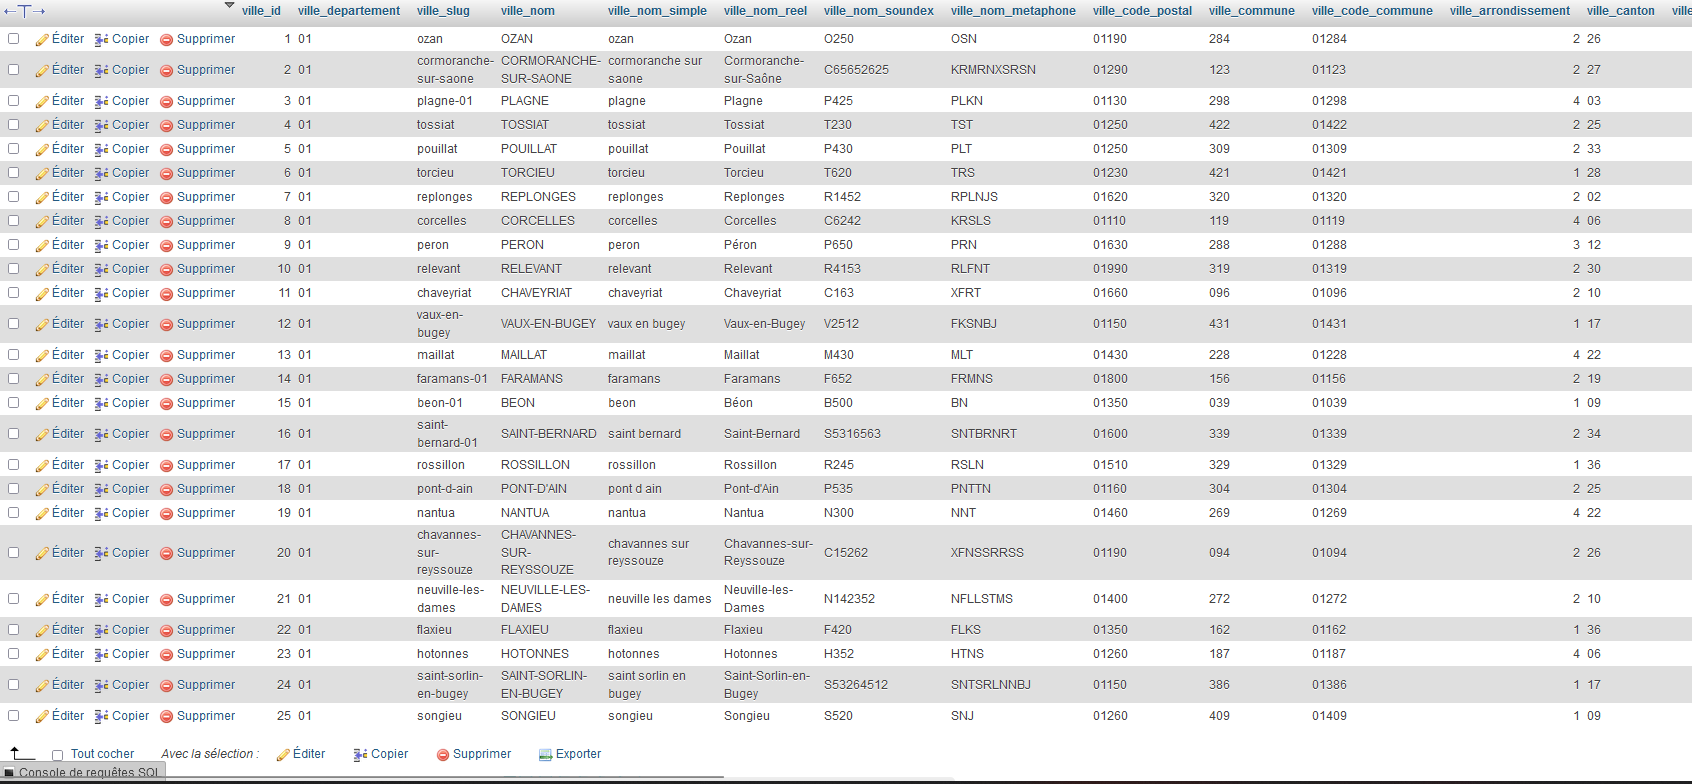 ville_id ville_departement ville_slug ville_nom ville_nom_simple ville_nom_reel ville_nom_soundex ville_nom_metaphone ville_code_postal ville_commune ville_code_commune ville_arrondissement ville_canton ville
Éditer Copier Supprimer 1 01 ozan OZAN ozan Ozan O250 OSN 01190 284 01284 2 26
Éditer Copier Supprimer 2 01 cormoranche-sur-saone CORMORANCHE-SUR-SAONE cormoranche sur saone Cormoranche-sur-Saône C65652625 KRMRNXSRSN 01290 123 01123 2 27
Éditer Copier Supprimer 3 01 plagne-01 PLAGNE plagne Plagne P425 PLKN 01130 298 01298 4 03
Éditer Copier Supprimer 4 01 tossiat TOSSIAT tossiat Tossiat T230 TST 01250 422 01422 2 25
Éditer Copier Supprimer 5 01 pouillat POUILLAT pouillat Pouillat P430 PLT 01250 309 01309 2 33
Éditer Copier Supprimer 6 01 torcieu TORCIEU torcieu Torcieu T620 TRS 01230 421 01421 1 28
Éditer Copier Supprimer 7 01 replonges REPLONGES replonges Replonges R1452 RPLNJS 01620 320 01320 2 02
Éditer Copier Supprimer 8 01 corcelles CORCELLES corcelles Corcelles C6242 KRSLS 01110 119 01119 4 06
Éditer Copier Supprimer 9 01 peron PERON peron Péron P650 PRN 01630 288 01288 3 12
Éditer Copier Supprimer 10 01 relevant RELEVANT relevant Relevant R4153 RLFNT 01990 319 01319 2 30
Éditer Copier Supprimer 11 01 chaveyriat CHAVEYRIAT chaveyriat Chaveyriat C163 XFRT 01660 096 01096 2 10
Éditer Copier Supprimer 12 01 vaux-en-bugey VAUX-EN-BUGEY vaux en bugey Vaux-en-Bugey V2512 FKSNBJ 01150 431 01431 1 17
Éditer Copier Supprimer 13 01 maillat MAILLAT maillat Maillat M430 MLT 01430 228 01228 4 22
Éditer Copier Supprimer 14 01 faramans-01 FARAMANS faramans Faramans F652 FRMNS 01800 156 01156 2 19
Éditer Copier Supprimer 15 01 beon-01 BEON beon Béon B500 BN 01350 039 01039 1 09
Éditer Copier Supprimer 16 01 saint-bernard-01 SAINT-BERNARD saint bernard Saint-Bernard S5316563 SNTBRNRT 01600 339 01339 2 34
Éditer Copier Supprimer 17 01 rossillon ROSSILLON rossillon Rossillon R245 RSLN 01510 329 01329 1 36
Éditer Copier Supprimer 18 01 pont-d-ain PONT-D'AIN pont d ain Pont-d'Ain P535 PNTTN 01160 304 01304 2 25
Éditer Copier Supprimer 19 01 nantua NANTUA nantua Nantua N300 NNT 01460 269 01269 4 22
Éditer Copier Supprimer 20 01 chavannes-sur-reyssouze CHAVANNES-SUR-REYSSOUZE chavannes sur reyssouze Chavannes-sur-Reyssouze C15262 XFNSSRRSS 01190 094 01094 2 26
Éditer Copier Supprimer 21 01 neuville-les-dames NEUVILLE-LES-DAMES neuville les dames Neuville-les-Dames N142352 NFLLSTMS 01400 272 01272 2 10
Éditer Copier Supprimer 22 01 flaxieu FLAXIEU flaxieu Flaxieu F420 FLKS 01350 162 01162 1 36
Éditer Copier Supprimer 23 01 hotonnes HOTONNES hotonnes Hotonnes H352 HTNS 01260 187 01187 4 06
Éditer Copier Supprimer 24 01 saint-sorlin-en-bugey SAINT-SORLIN-EN-BUGEY saint sorlin en bugey Saint-Sorlin-en-Bugey S53264512 SNTSRLNNBJ 01150 386 01386 1 17
Éditer Copier Supprimer 25 01 songieu SONGIEU songieu Songieu S520 SNJ 01260 409 01409 1 09
Tout cocher Avec la sélection : Éditer Copier Supprimer Exporter
Console de requêtes SQL